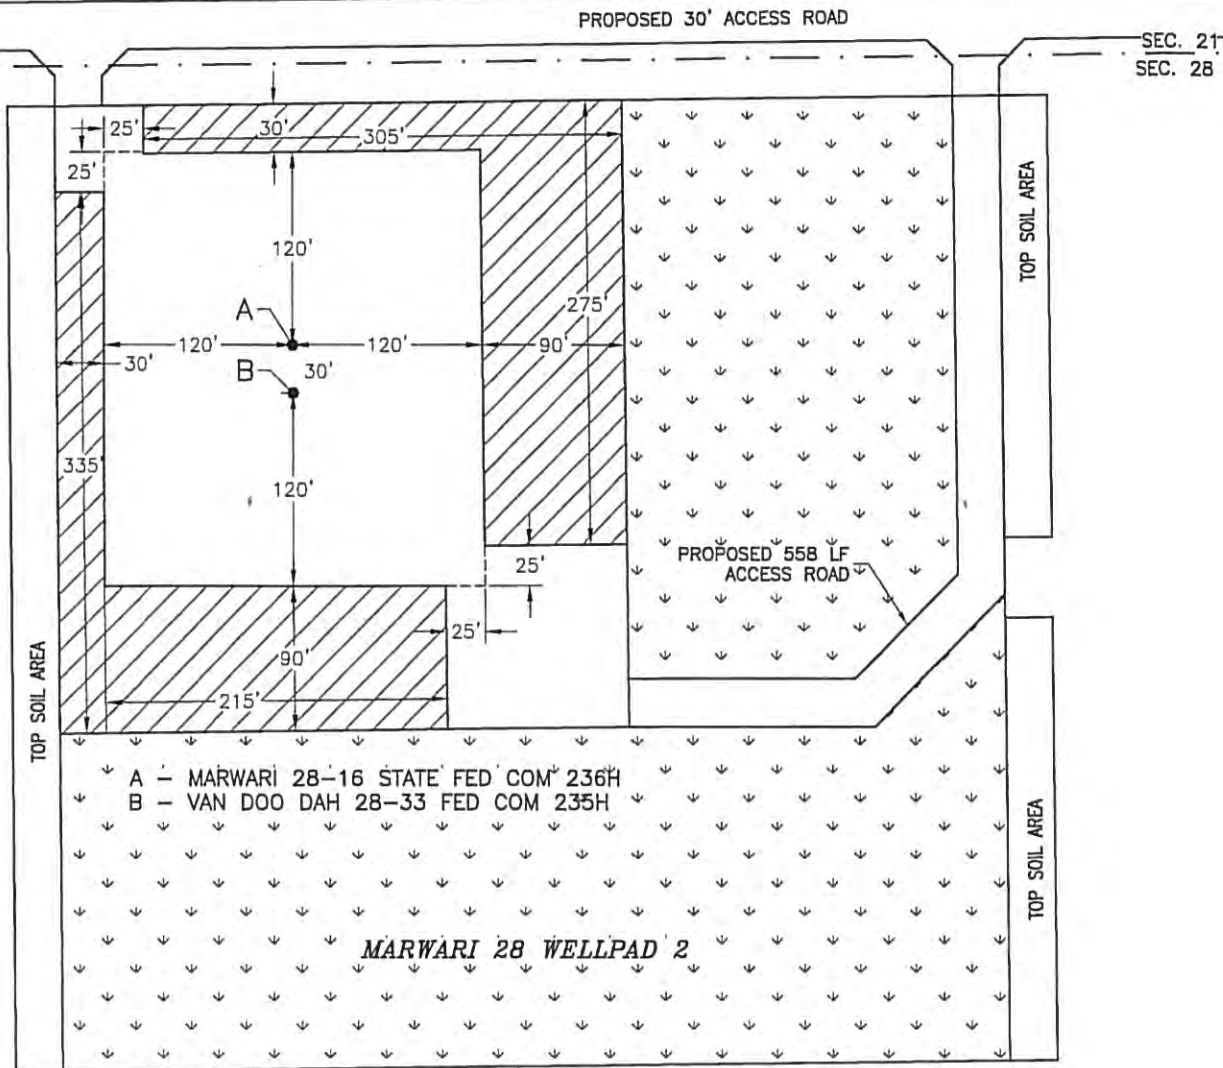 PROPOSED 30' ACCESS ROAD
SEC. 21
SEC. 28
25'
30'
305'
25'
120'
TOP SOIL AREA
275'
A
120'
120'
90'
30'
B
30'
335'
120'
PROPOSED 558 LF
ACCESS ROAD
25'
25'
90'
215'
TOP SOIL AREA
A – MARWARI 28–16 STATE FED COM 236H
B – VAN DOO DAH 28–33 FED COM 235H
TOP SOIL AREA
MARWARI 28 WELLPAD 2